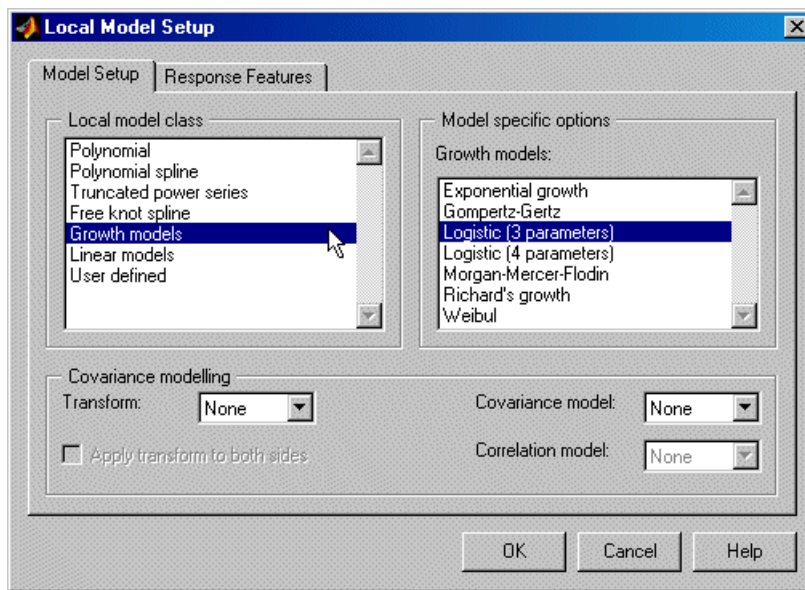 Local Model Setup
Model Setup
Response Features
Local model class
Polynomial
Polynomial spline
Truncated power series
Free knot spline
Growth models
Linear models
User defined
Model specific options
Growth models:
Exponential growth
Gompertz-Gertz
Logistic (3 parameters)
Logistic (4 parameters)
Morgan-Mercer-Flodin
Richard's growth
Weibul
Covariance modelling
Transform: None
Apply transform to both sides
Covariance model: None
Correlation model: None
OK
Cancel
Help